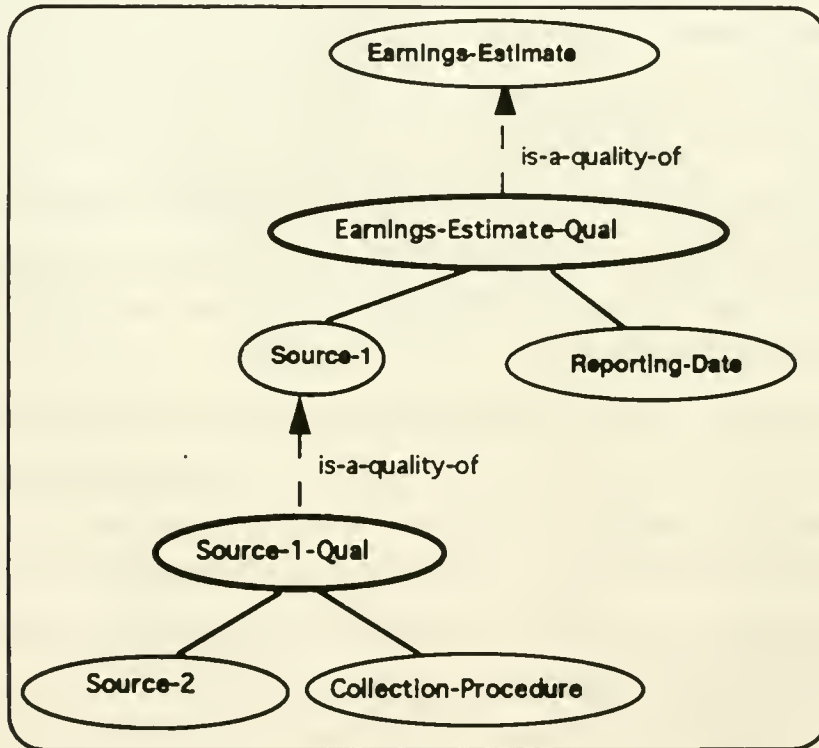 Earnings-Estimate
is-a-quality-of
Earnings-Estimate-Qual
Source-1
Reporting-Date
is-a-quality-of
Source-1-Qual
Source-2
Collection-Procedure